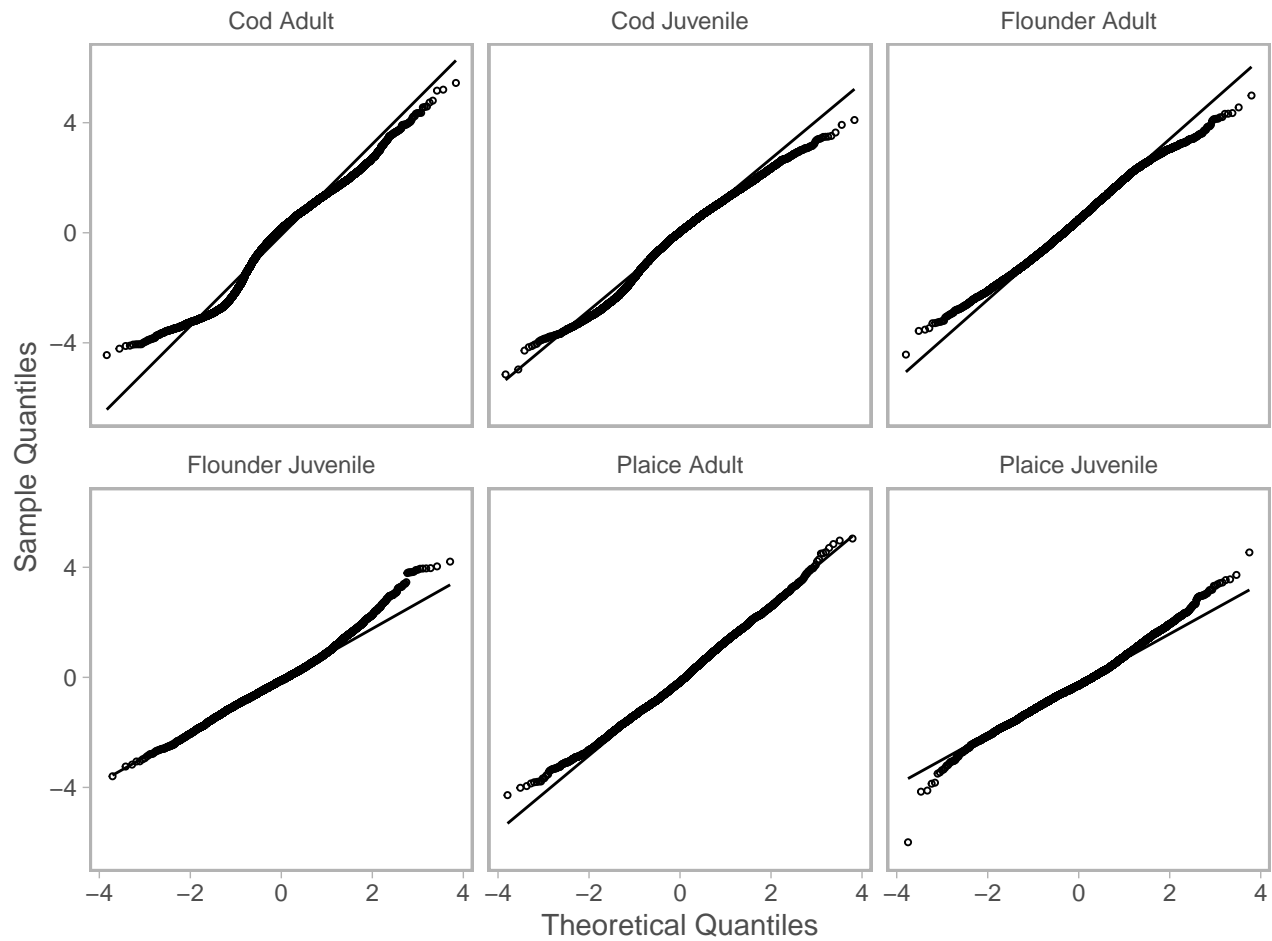 Cod Adult Cod Juvenile Flounder Adult
4
0
−4
Flounder Juvenile Plaice Adult Plaice Juvenile
4
0
−4
−4 −2 0 2 4 −4 −2 0 2 4 −4 −2 0 2 4
Theoretical Quantiles
Sample Quantiles